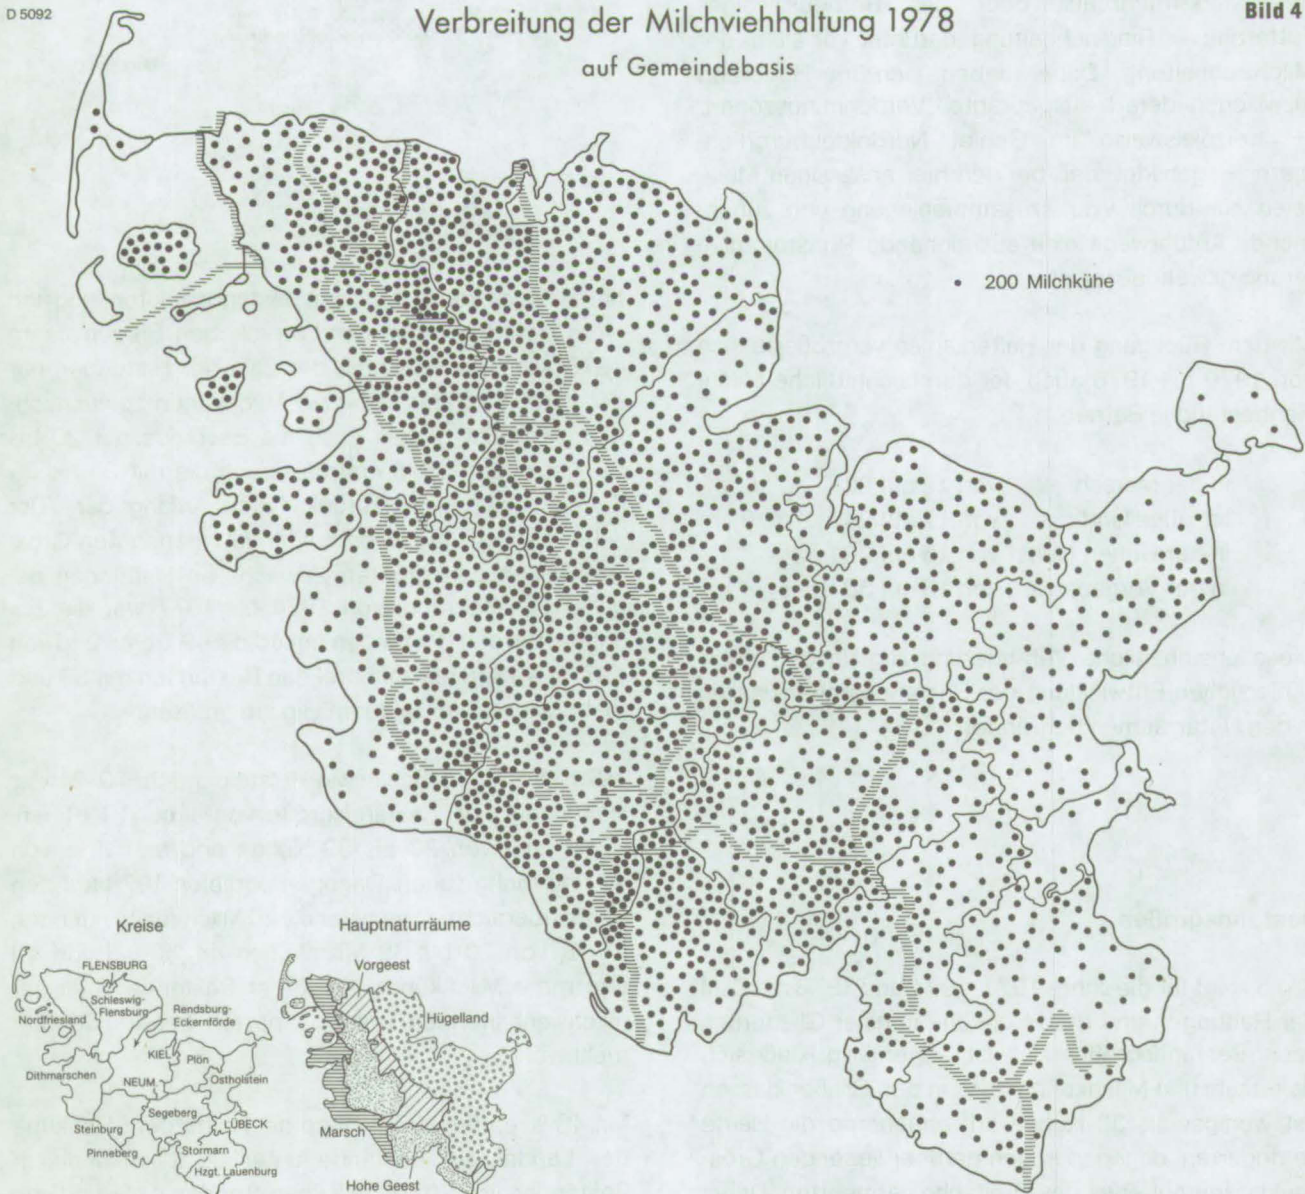 D 5092
Verbreitung der Milchviehhaltung 1978
Bild 4
auf Gemeindebasis
200 Milchkühe
Kreise
FLENSBURG
Schleswig-
Flensburg
Nordfriesland
Rendsburg-
Eckernförde
KIEL
Plön
Dithmarschen
NEUM
Ostholstein
Segeberg
Steinburg
LÜBECK
Pinneberg
Stormarn
Hzgt. Lauenburg
Hauptnaturräume
Vorgeest
Hügelland
Marsch
Hohe Geest